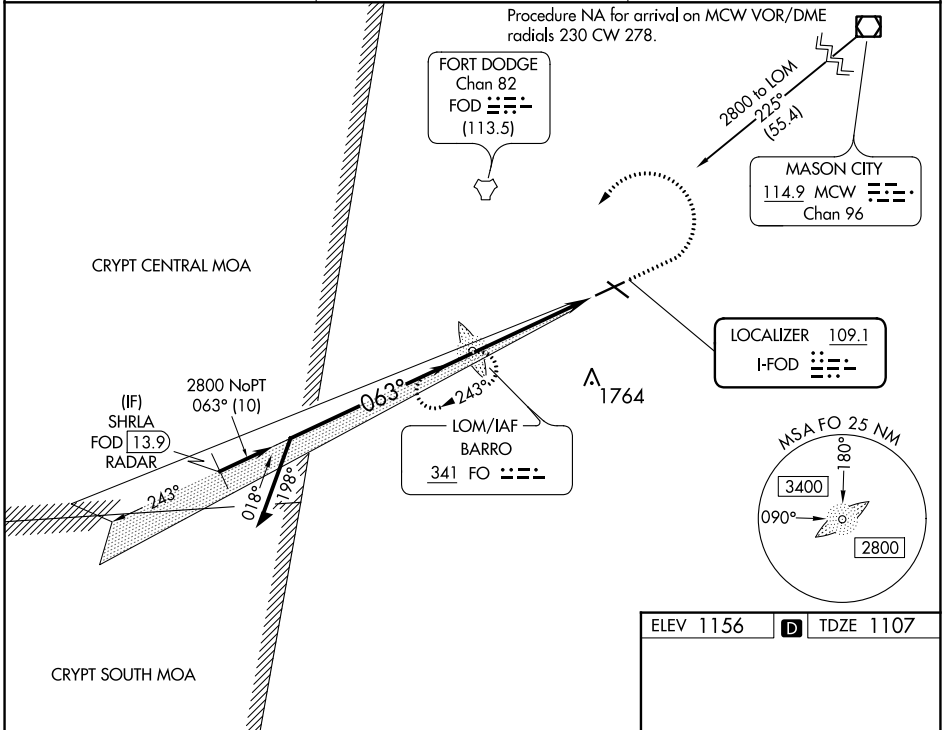 Procedure NA for arrival on MCW VOR/DME
radials 230 CW 278.
FORT DODGE
Chan 82
FOD
(113.5)
2800 to LOM
225°
(55.4)
MASON CITY
114.9 MCW
Chan 96
CRYPT CENTRAL MOA
LOCALIZER 109.1
I-FOD
2800 NoPT
063° (10)
063°
243°
1764
(IF)
SHRLA
FOD 13.9
RADAR
LOM/IAF
BARRO
341 FO
243°
018°
198°
MSA FO 25 NM
180°
3400
090°
2800
ELEV 1156 D TDZE 1107
CRYPT SOUTH MOA